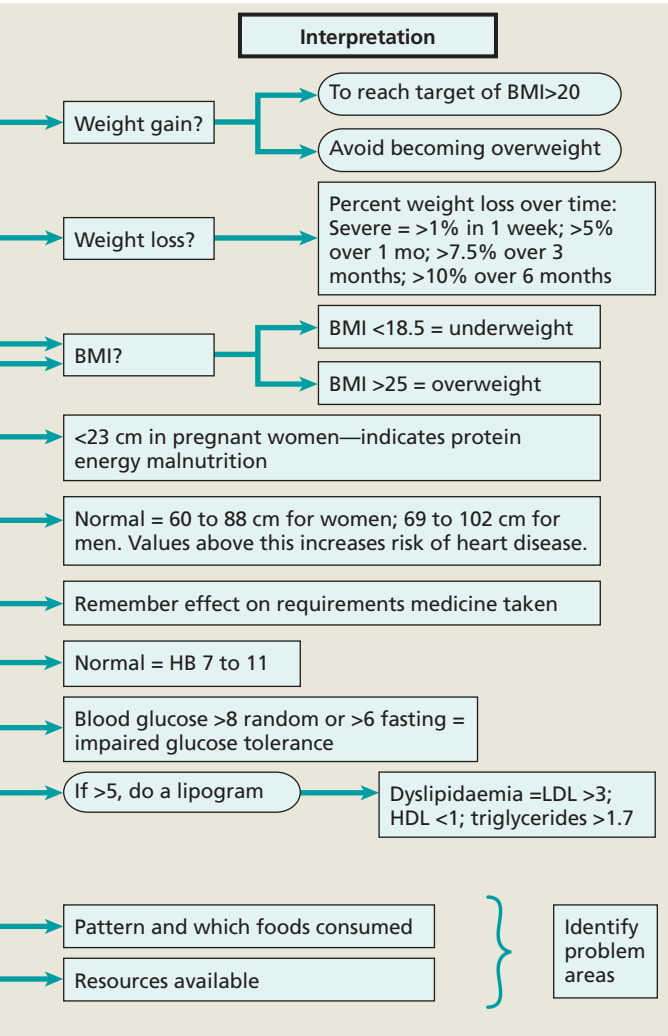 Interpretation
Weight gain?
To reach target of BMI>20
Avoid becoming overweight
Weight loss?
Percent weight loss over time:
Severe = >1% in 1 week; >5%
over 1 mo; >7.5% over 3
months; >10% over 6 months
BMI?
BMI <18.5 = underweight
BMI >25 = overweight
<23 cm in pregnant women—indicates protein
energy malnutrition
Normal = 60 to 88 cm for women; 69 to 102 cm for
men. Values above this increases risk of heart disease.
Remember effect on requirements medicine taken
Normal = HB 7 to 11
Blood glucose >8 random or >6 fasting =
impaired glucose tolerance
If >5, do a lipogram
Dyslipidaemia =LDL >3;
HDL <1; triglycerides >1.7
Pattern and which foods consumed
Resources available
Identify
problem
areas